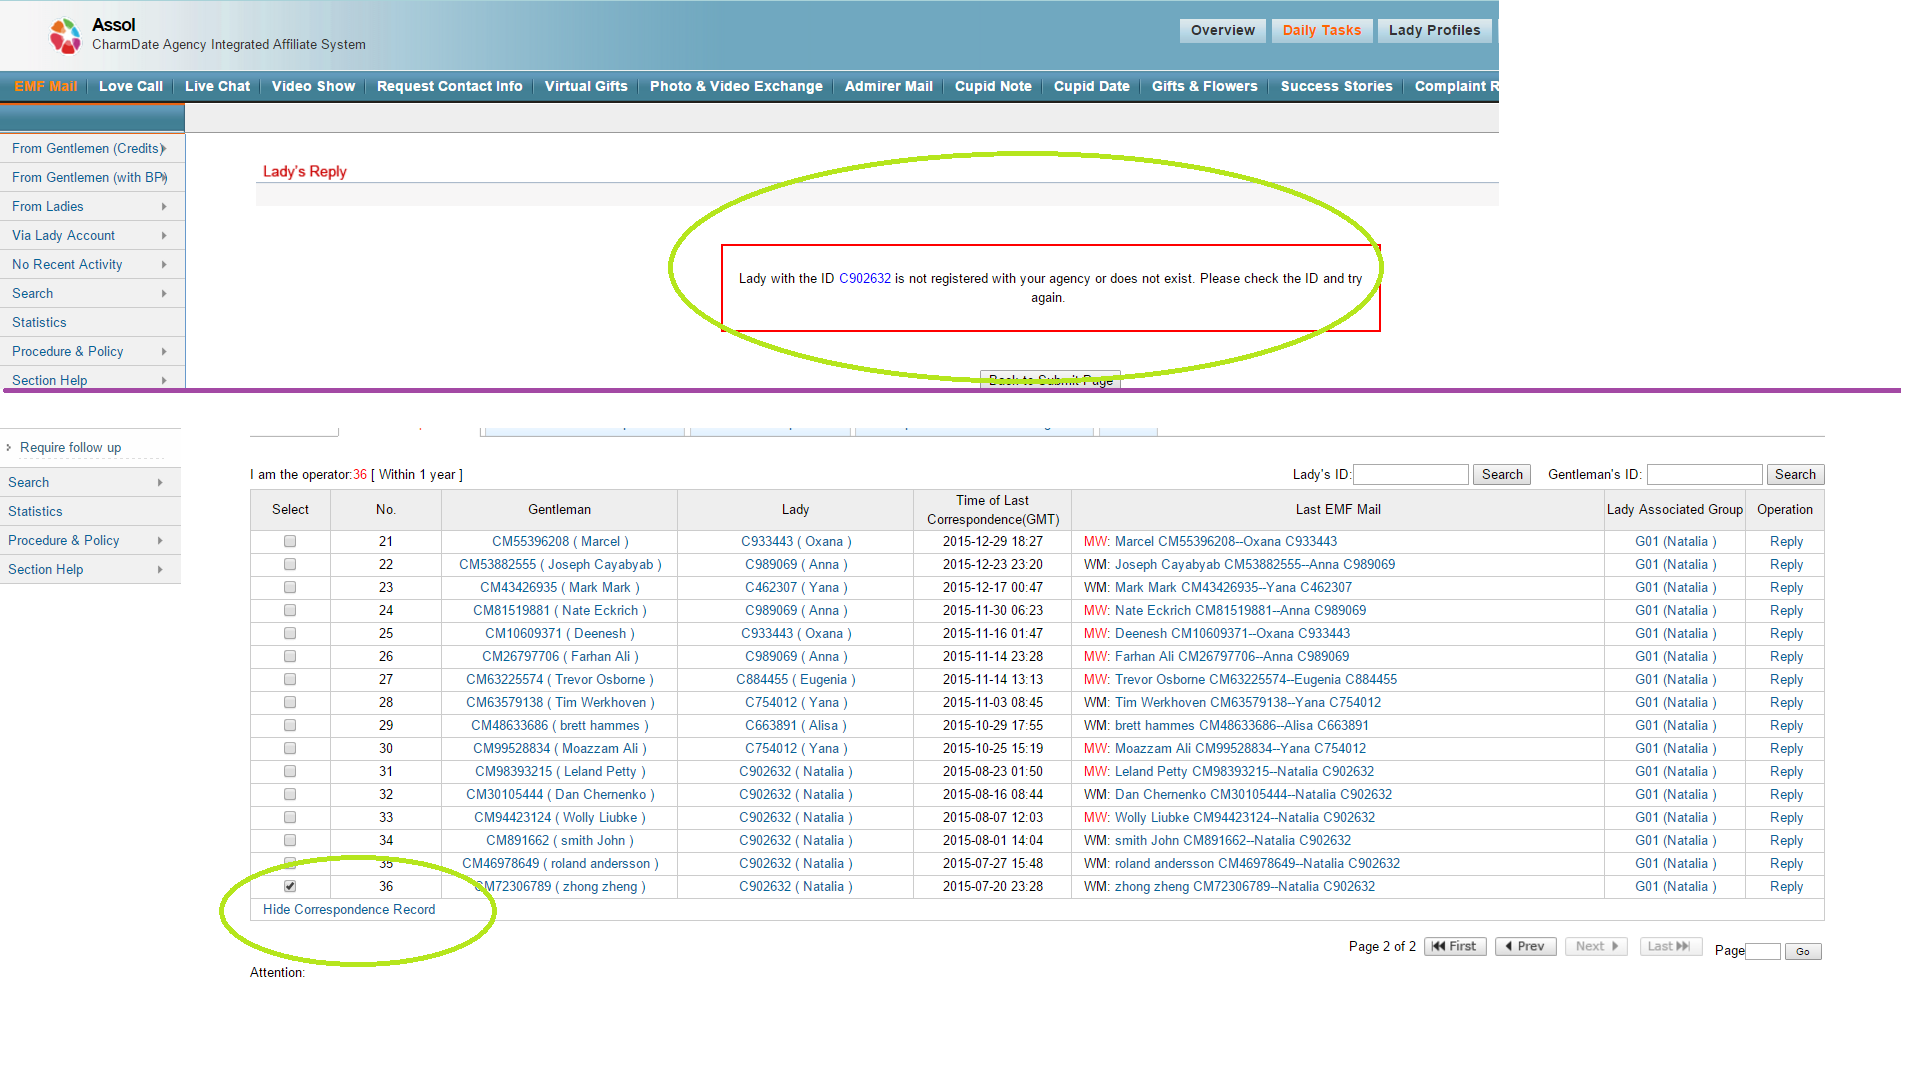 Assol
CharmDate Agency Integrated Affiliate System
Overview Daily Tasks Lady Profiles
EMF Mail Love Call Live Chat Video Show Request Contact Info Virtual Gifts Photo & Video Exchange Admirer Mail Cupid Note Cupid Date Gifts & Flowers Success Stories Complaint R
From Gentlemen (Credits)
From Gentlemen (with BP)
From Ladies
Via Lady Account
No Recent Activity
Search
Statistics
Procedure & Policy
Section Help
Lady's Reply
Lady with the ID C902632 is not registered with your agency or does not exist. Please check the ID and try
again.
Back to Submit Page
Require follow up
Search
Statistics
Procedure & Policy
Section Help
I am the operator:36 [ Within 1 year ]
Lady's ID: Search Gentleman's ID: Search
Select No. Gentleman Lady Time of Last Correspondence(GMT) Last EMF Mail Lady Associated Group Operation
21 CM55396208 ( Marcel ) C933443 ( Oxana ) 2015-12-29 18:27 MW: Marcel CM55396208--Oxana C933443 G01 (Natalia ) Reply
22 CM53882555 ( Joseph Cayabyab ) C989069 ( Anna ) 2015-12-23 23:20 WM: Joseph Cayabyab CM53882555--Anna C989069 G01 (Natalia ) Reply
23 CM43426935 ( Mark Mark ) C462307 ( Yana ) 2015-12-17 00:47 WM: Mark Mark CM43426935--Yana C462307 G01 (Natalia ) Reply
24 CM81519881 ( Nate Eckrich ) C989069 ( Anna ) 2015-11-30 06:23 MW: Nate Eckrich CM81519881--Anna C989069 G01 (Natalia ) Reply
25 CM10609371 ( Deenesh ) C933443 ( Oxana ) 2015-11-16 01:47 MW: Deenesh CM10609371--Oxana C933443 G01 (Natalia ) Reply
26 CM26797706 ( Farhan Ali ) C989069 ( Anna ) 2015-11-14 23:28 MW: Farhan Ali CM26797706--Anna C989069 G01 (Natalia ) Reply
27 CM63225574 ( Trevor Osborne ) C884455 ( Eugenia ) 2015-11-14 13:13 MW: Trevor Osborne CM63225574--Eugenia C884455 G01 (Natalia ) Reply
28 CM63579138 ( Tim Werkhoven ) C754012 ( Yana ) 2015-11-03 08:45 WM: Tim Werkhoven CM63579138--Yana C754012 G01 (Natalia ) Reply
29 CM48633686 ( brett hammes ) C663891 ( Alisa ) 2015-10-29 17:55 WM: brett hammes CM48633686--Alisa C663891 G01 (Natalia ) Reply
30 CM99528834 ( Moazzam Ali ) C754012 ( Yana ) 2015-10-25 15:19 MW: Moazzam Ali CM99528834--Yana C754012 G01 (Natalia ) Reply
31 CM98393215 ( Leland Petty ) C902632 ( Natalia ) 2015-08-23 01:50 MW: Leland Petty CM98393215--Natalia C902632 G01 (Natalia ) Reply
32 CM30105444 ( Dan Chernenko ) C902632 ( Natalia ) 2015-08-16 08:44 WM: Dan Chernenko CM30105444--Natalia C902632 G01 (Natalia ) Reply
33 CM94423124 ( Wolly Liubke ) C902632 ( Natalia ) 2015-08-07 12:03 MW: Wolly Liubke CM94423124--Natalia C902632 G01 (Natalia ) Reply
34 CM891662 ( smith John ) C902632 ( Natalia ) 2015-08-01 14:04 WM: smith John CM891662--Natalia C902632 G01 (Natalia ) Reply
35 CM46978649 ( roland andersson ) C902632 ( Natalia ) 2015-07-27 15:48 WM: roland andersson CM46978649--Natalia C902632 G01 (Natalia ) Reply
36 CM72306789 ( zhong zheng ) C902632 ( Natalia ) 2015-07-20 23:28 WM: zhong zheng CM72306789--Natalia C902632 G01 (Natalia ) Reply
Hide Correspondence Record
Page 2 of 2 First Prev Next Last Page Go
Attention: